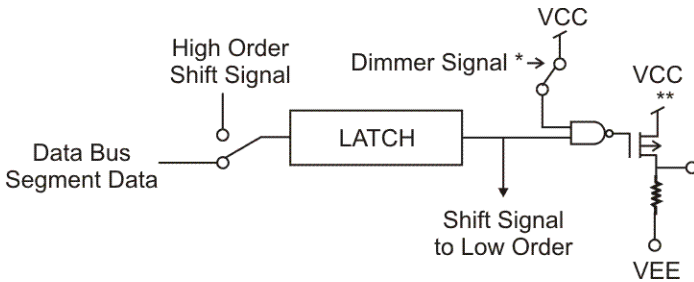 VCC
High Order
Shift Signal
Dimmer Signal *
VCC
**
LATCH
Data Bus
Segment Data
Shift Signal
to Low Order
VEE